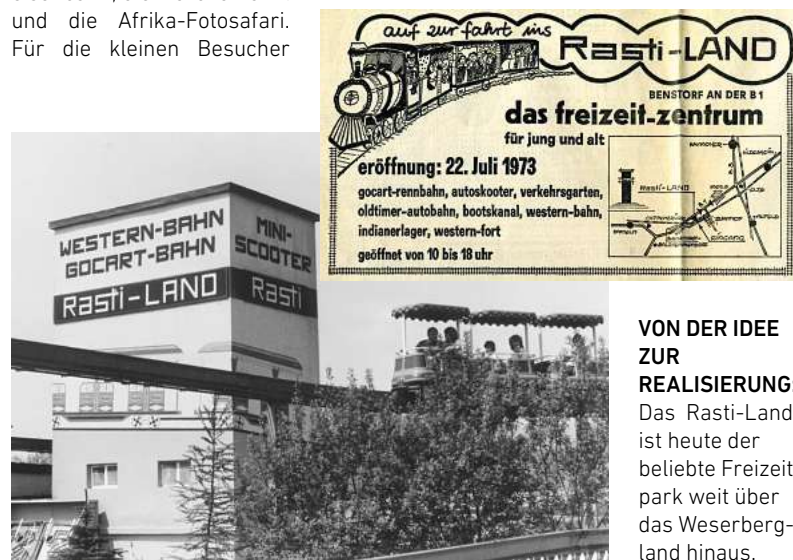 und die Afrika-Fotosafari.
Für die kleinen Besucher
auf zur fahrt ins
Rasti-LAND
BENSTORF AN DER B1
das freizeit-zentrum
für jung und alt
eröffnung: 22. Juli 1973
gocart-rennbahn, autoskooter, verkehrsgarten,
oldtimer-autobahn, bootskanal, western-bahn,
indianerlager, western-fort
geöffnet von 10 bis 18 uhr
HANNOVER
HILDESHEIM
Rasti-LAND
EINGANG
WESTERN-BAHN
GOCART-BAHN
Rasti-LAND
MINI-
SCOOTER
Rasti
VON DER IDEE
ZUR
REALISIERUNG
Das Rasti-Land
ist heute der
beliebte Freizeit
park weit über
das Weserberg-
land hinaus.